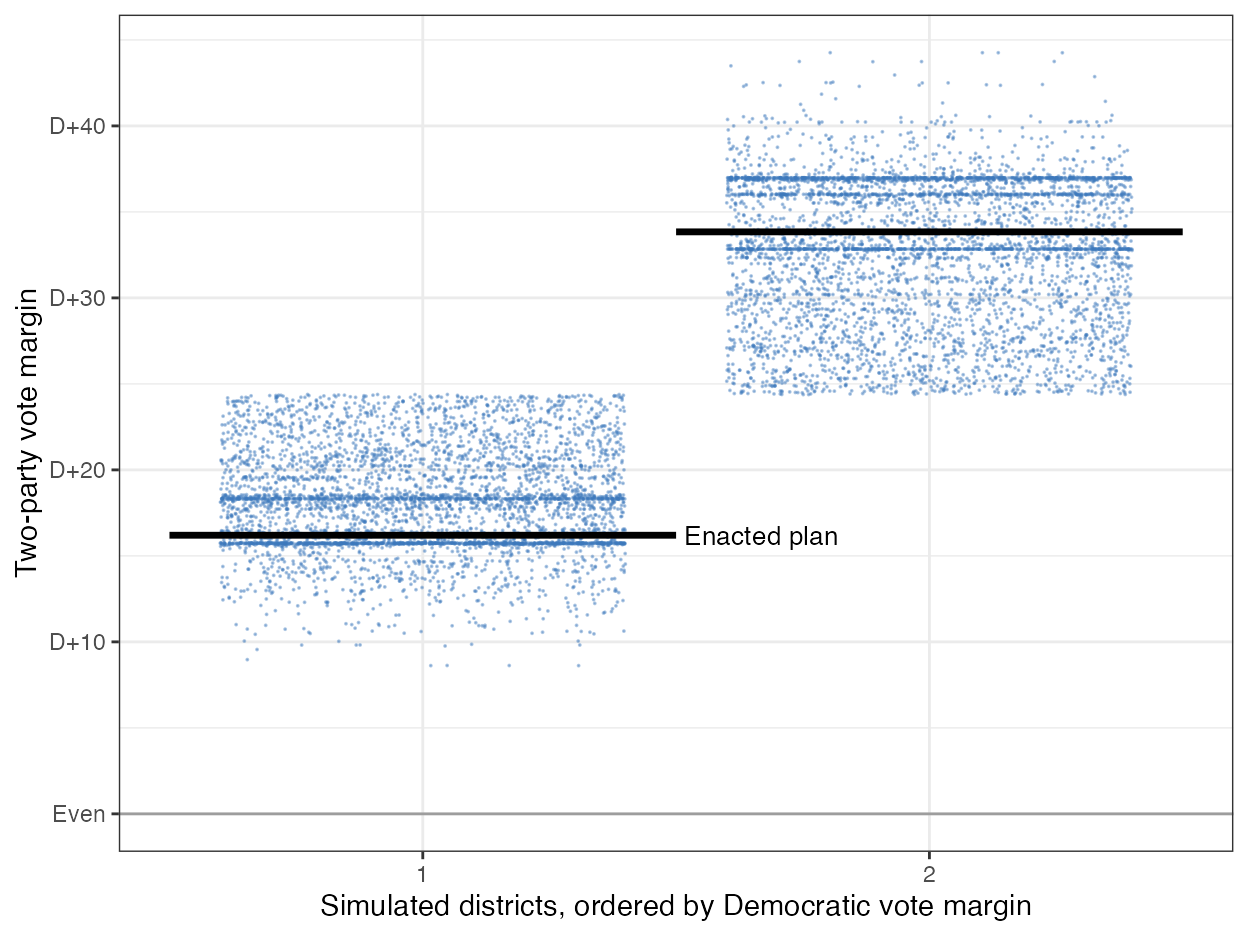 D+40
D+30
D+20
D+10
Even
Two-party vote margin
Enacted plan
1
2
Simulated districts, ordered by Democratic vote margin